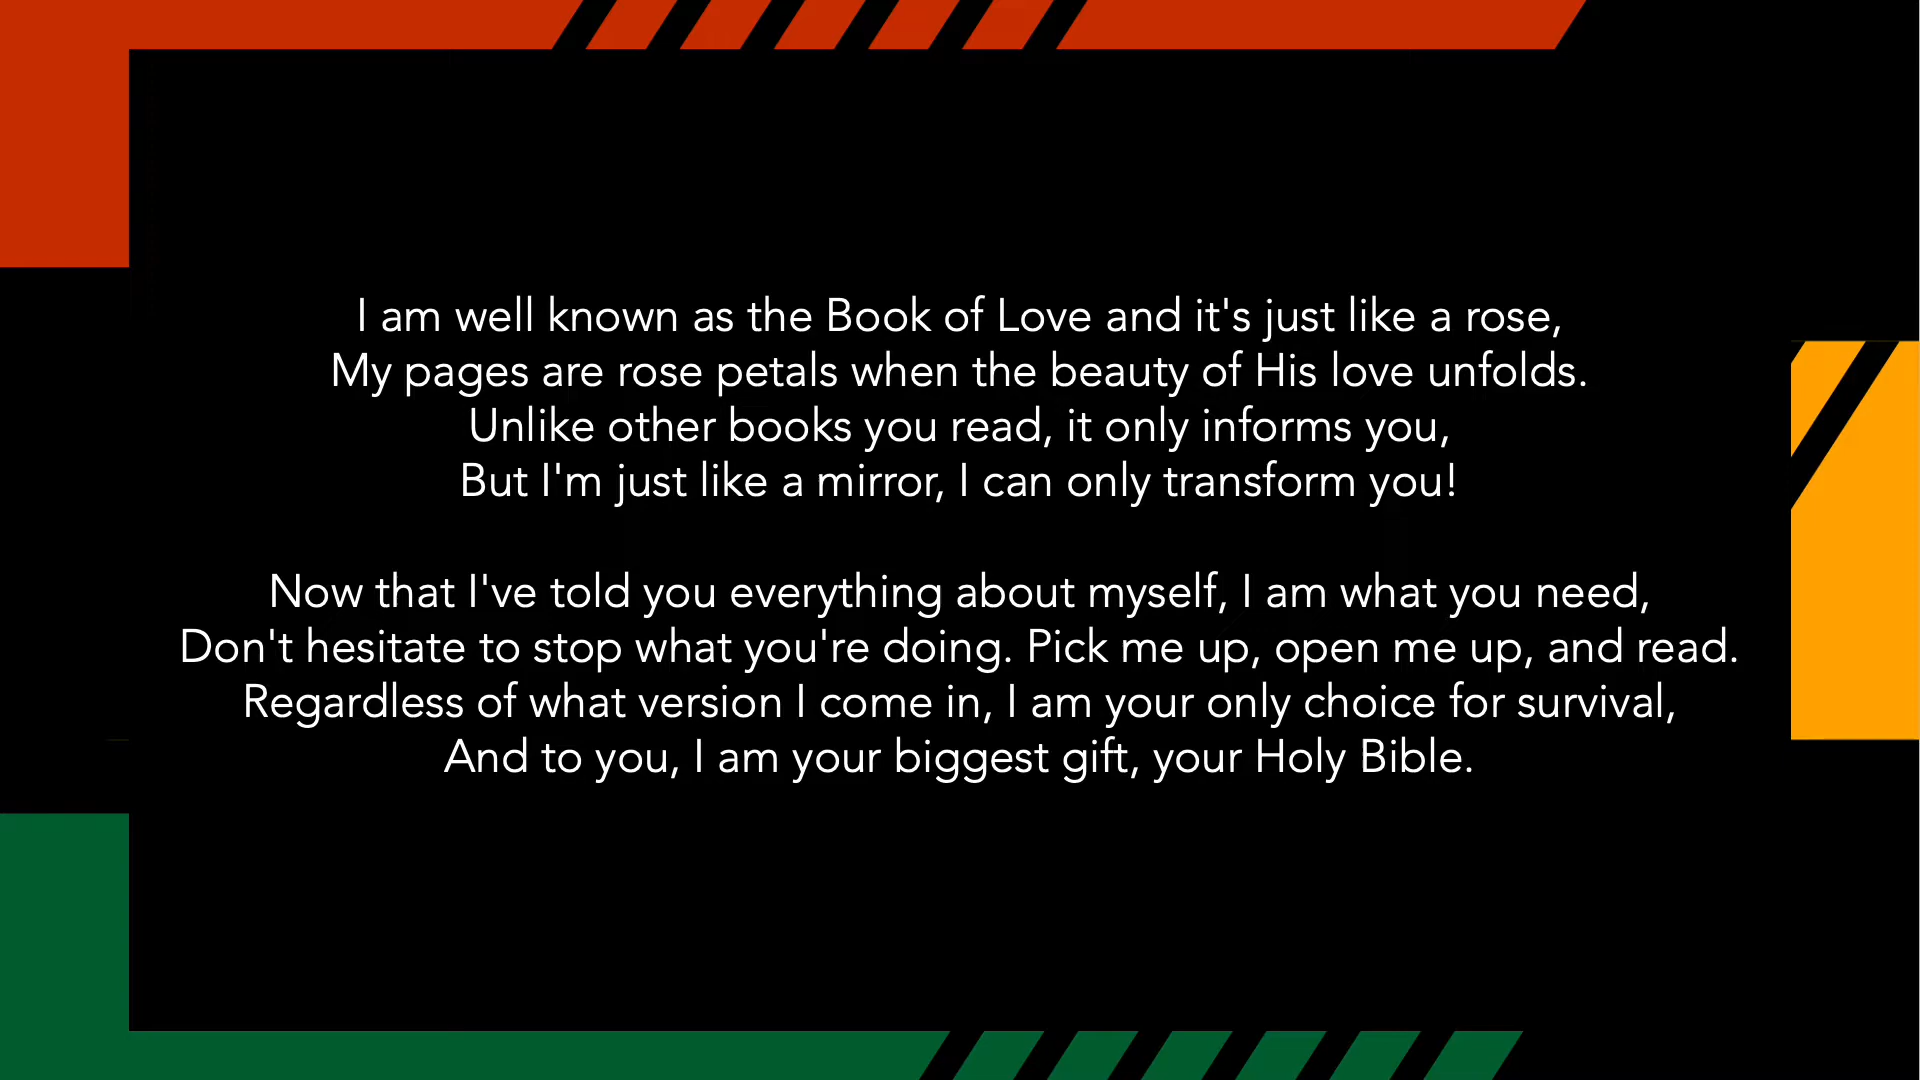 I am well known as the Book of Love and it's just like a rose,
My pages are rose petals when the beauty of His love unfolds.
Unlike other books you read, it only informs you,
But I'm just like a mirror, I can only transform you!
Now that I've told you everything about myself, I am what you need,
Don't hesitate to stop what you're doing. Pick me up, open me up, and read.
Regardless of what version I come in, I am your only choice for survival,
And to you, I am your biggest gift, your Holy Bible.